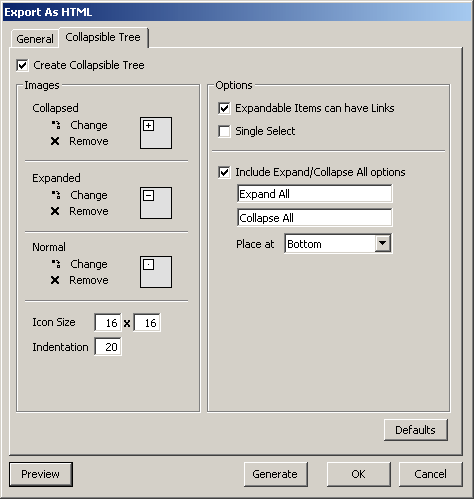 Export As HTML
General
Collapsible Tree
Create Collapsible Tree
Images
Collapsed
Change
Remove
Expanded
Change
Remove
Normal
Change
Remove
Icon Size 16 x 16
Indentation 20
Options
Expandable Items can have Links
Single Select
Include Expand/Collapse All options
Expand All
Collapse All
Place at Bottom
Defaults
Preview
Generate
OK
Cancel